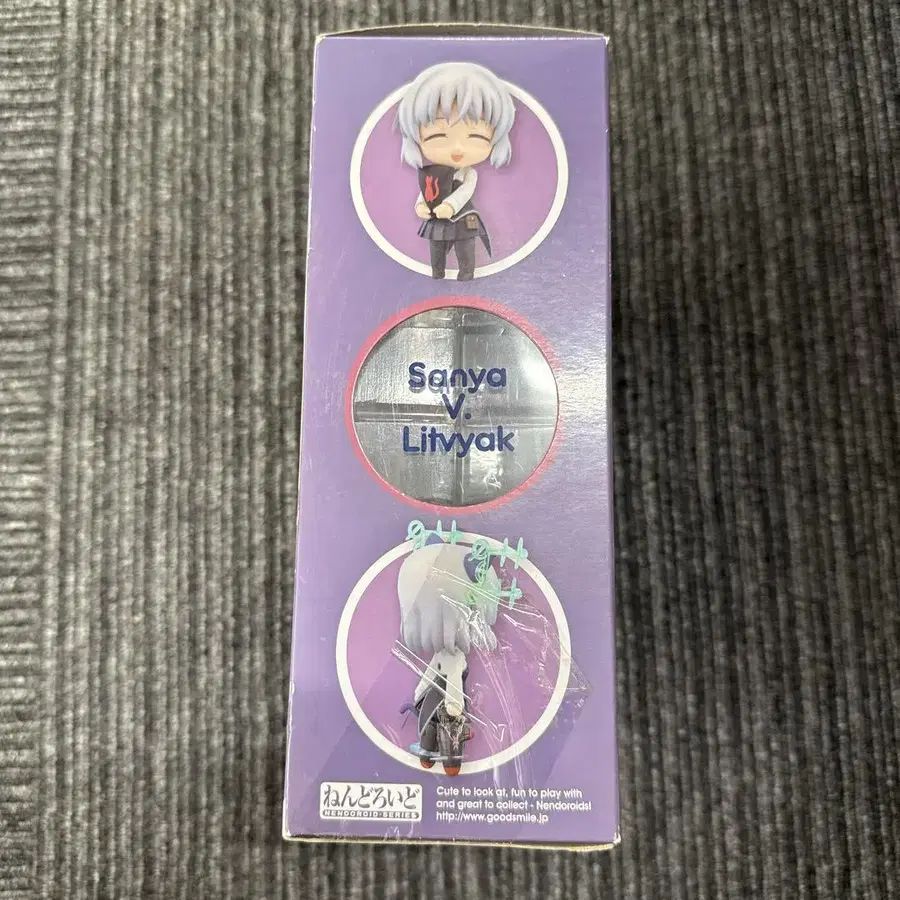 Sanya
V.
Litvyak
ねんどろいど
NENDOROID·SERIES
Cute to look at, fun to play with
and great to collect - Nendoroids!
http://www.goodsmile.jp